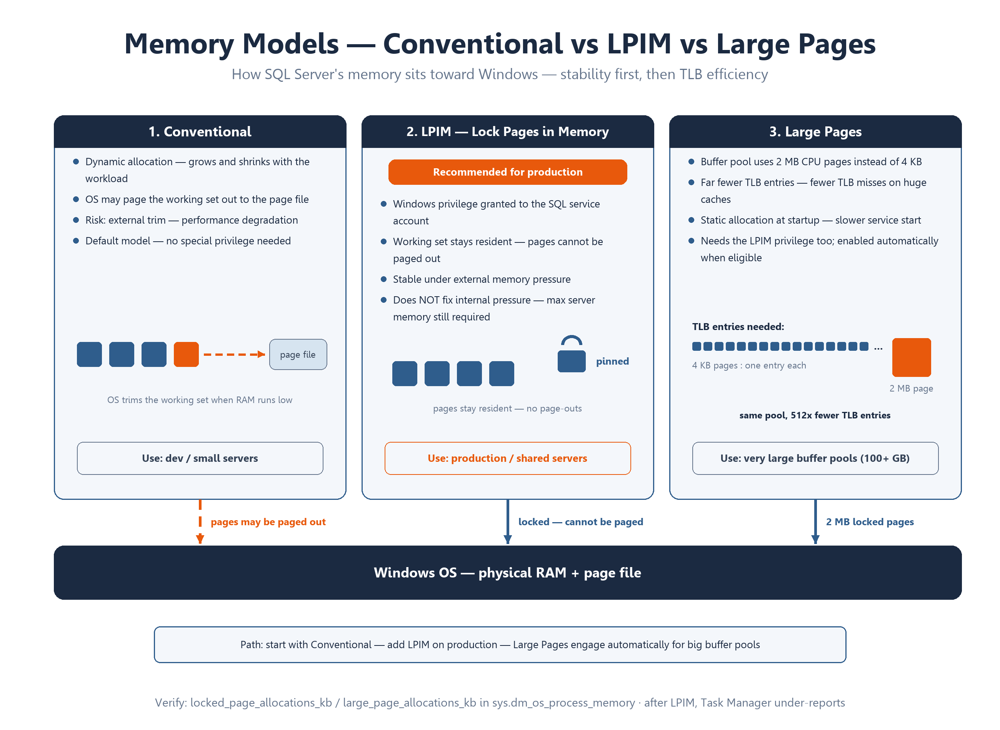 Memory Models — Conventional vs LPIM vs Large Pages
How SQL Server's memory sits toward Windows — stability first, then TLB efficiency
1. Conventional
Dynamic allocation — grows and shrinks with the
workload
OS may page the working set out to the page file
Risk: external trim — performance degradation
Default model — no special privilege needed
page file
OS trims the working set when RAM runs low
Use: dev / small servers
2. LPIM — Lock Pages in Memory
Recommended for production
Windows privilege granted to the SQL service
account
Working set stays resident — pages cannot be
paged out
Stable under external memory pressure
Does NOT fix internal pressure — max server
memory still required
pinned
pages stay resident — no page-outs
Use: production / shared servers
3. Large Pages
Buffer pool uses 2 MB CPU pages instead of 4 KB
Far fewer TLB entries — fewer TLB misses on huge
caches
Static allocation at startup — slower service start
Needs the LPIM privilege too; enabled automatically
when eligible
TLB entries needed:
...
4 KB pages : one entry each
2 MB page
same pool, 512x fewer TLB entries
Use: very large buffer pools (100+ GB)
pages may be paged out
locked — cannot be paged
2 MB locked pages
Windows OS — physical RAM + page file
Path: start with Conventional — add LPIM on production — Large Pages engage automatically for big buffer pools
Verify: locked_page_allocations_kb / large_page_allocations_kb in sys.dm_os_process_memory · after LPIM, Task Manager under-reports